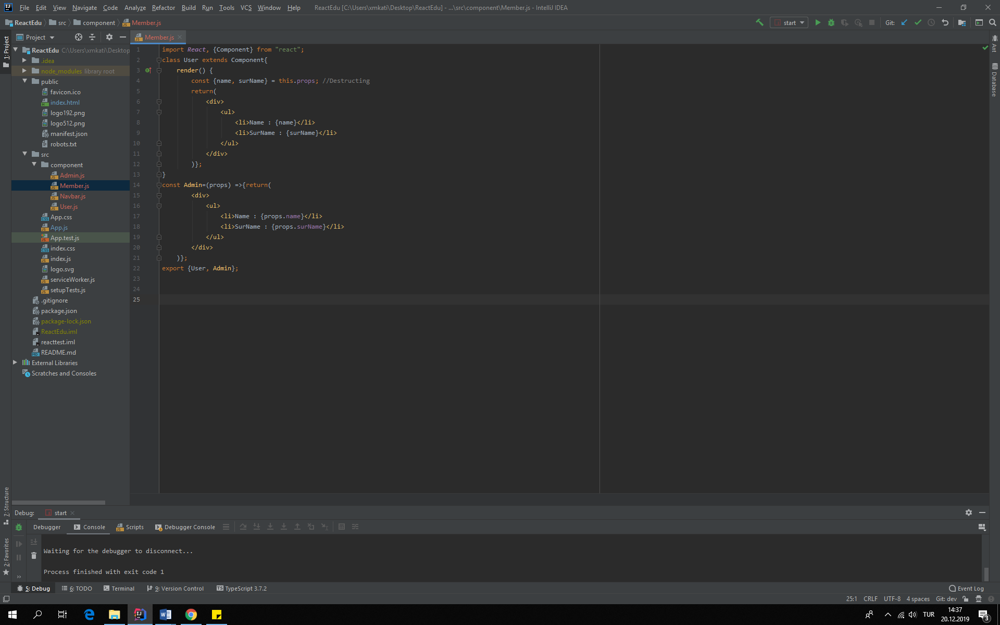 File Edit View Navigate Code Analyze Refactor Build Run Tools VCS Window Help ReactEdu [C:\Users\xmkati\Desktop\ReactEdu] - ...\src\component\Member.js - IntelliJ IDEA
ReactEdu src component Member.js start Git:
Project
Member.js
1: Project
ReactEdu C:\Users\xmkati\Desktop
.idea
node_modules library root
public
favicon.ico
index.html
logo192.png
logo512.png
manifest.json
robots.txt
src
component
Admin.js
Member.js
Navbar.js
User.js
App.css
App.js
App.test.js
index.css
index.js
logo.svg
serviceWorker.js
setupTests.js
.gitignore
package.json
package-lock.json
ReactEdu.iml
reacttest.iml
README.md
External Libraries
Scratches and Consoles
1 import React, {Component} from "react";
2 class User extends Component{
3 render() {
4 const {name, surName} = this.props; //Destructing
5 return(
6 <div>
7 <ul>
8 <li>Name : {name}</li>
9 <li>SurName : {surName}</li>
10 </ul>
11 </div>
12 )};
13 }
14 const Admin=(props) =>{return(
15 <div>
16 <ul>
17 <li>Name : {props.name}</li>
18 <li>SurName : {props.surName}</li>
19 </ul>
20 </div>
21 )};
22 export {User, Admin};
23
24
25
Ant
Database
7: Structure
2: Favorites
Debug: start
Debugger Console Scripts Debugger Console
Waiting for the debugger to disconnect...
Process finished with exit code 1
5: Debug 6: TODO Terminal 9: Version Control TypeScript 3.7.2 Event Log
25:1 CRLF UTF-8 4 spaces Git: dev
TUR 14:37
20.12.2019 3